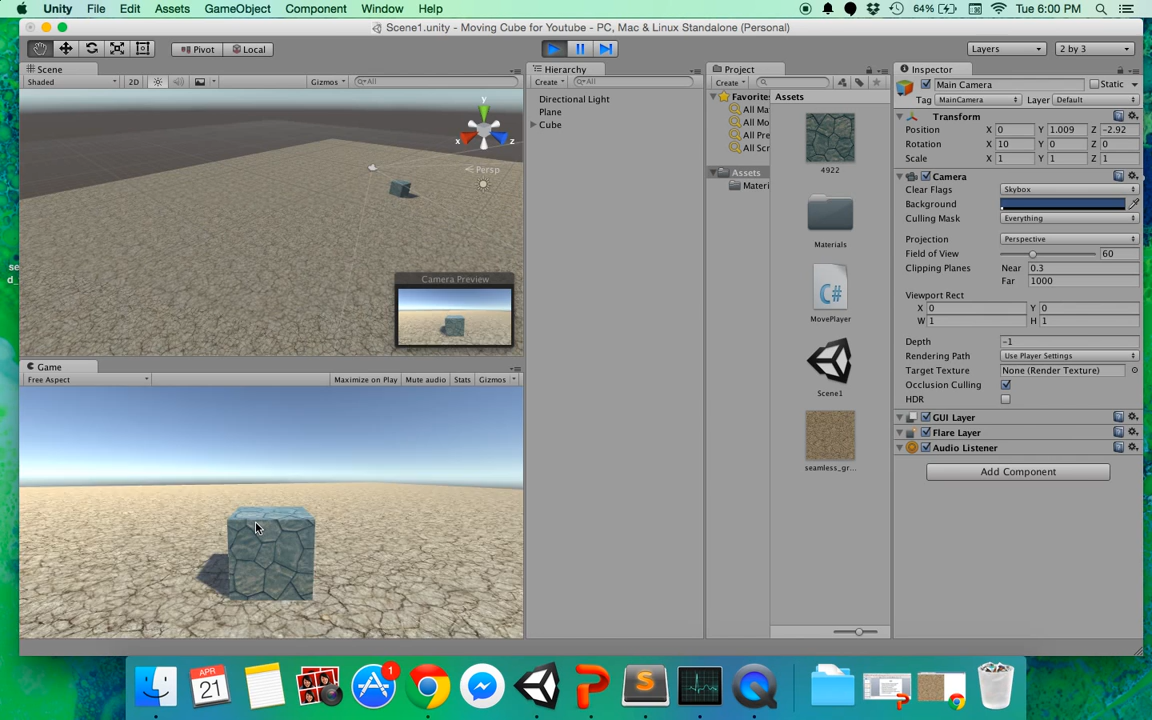 Unity File Edit Assets GameObject Component Window Help 64% Tue 6:00 PM
Scene1.unity - Moving Cube for Youtube - PC, Mac & Linux Standalone (Personal)
Pivot Local Layers 2 by 3
Scene
Shaded 2D Gizmos All
y
x z
Persp
Camera Preview
Game
Free Aspect Maximize on Play Mute audio Stats Gizmos
Hierarchy
Create All
Directional Light
Plane
Cube
Project
Create
Favorites
All Ma
All Mo
All Pre
All Scr
Assets
Materi
Assets
4922
Materials
C#
MovePlayer
Scene1
seamless_gr...
Inspector
Main Camera Static
Tag MainCamera Layer Default
Transform
Position X 0 Y 1.009 Z -2.92
Rotation X 10 Y 0 Z 0
Scale X 1 Y 1 Z 1
Camera
Clear Flags Skybox
Background
Culling Mask Everything
Projection Perspective
Field of View 60
Clipping Planes Near 0.3
Far 1000
Viewport Rect
X 0 Y 0
W 1 H 1
Depth -1
Rendering Path Use Player Settings
Target Texture None (Render Texture)
Occlusion Culling
HDR
GUI Layer
Flare Layer
Audio Listener
Add Component
se
d_
APR
21
1
S